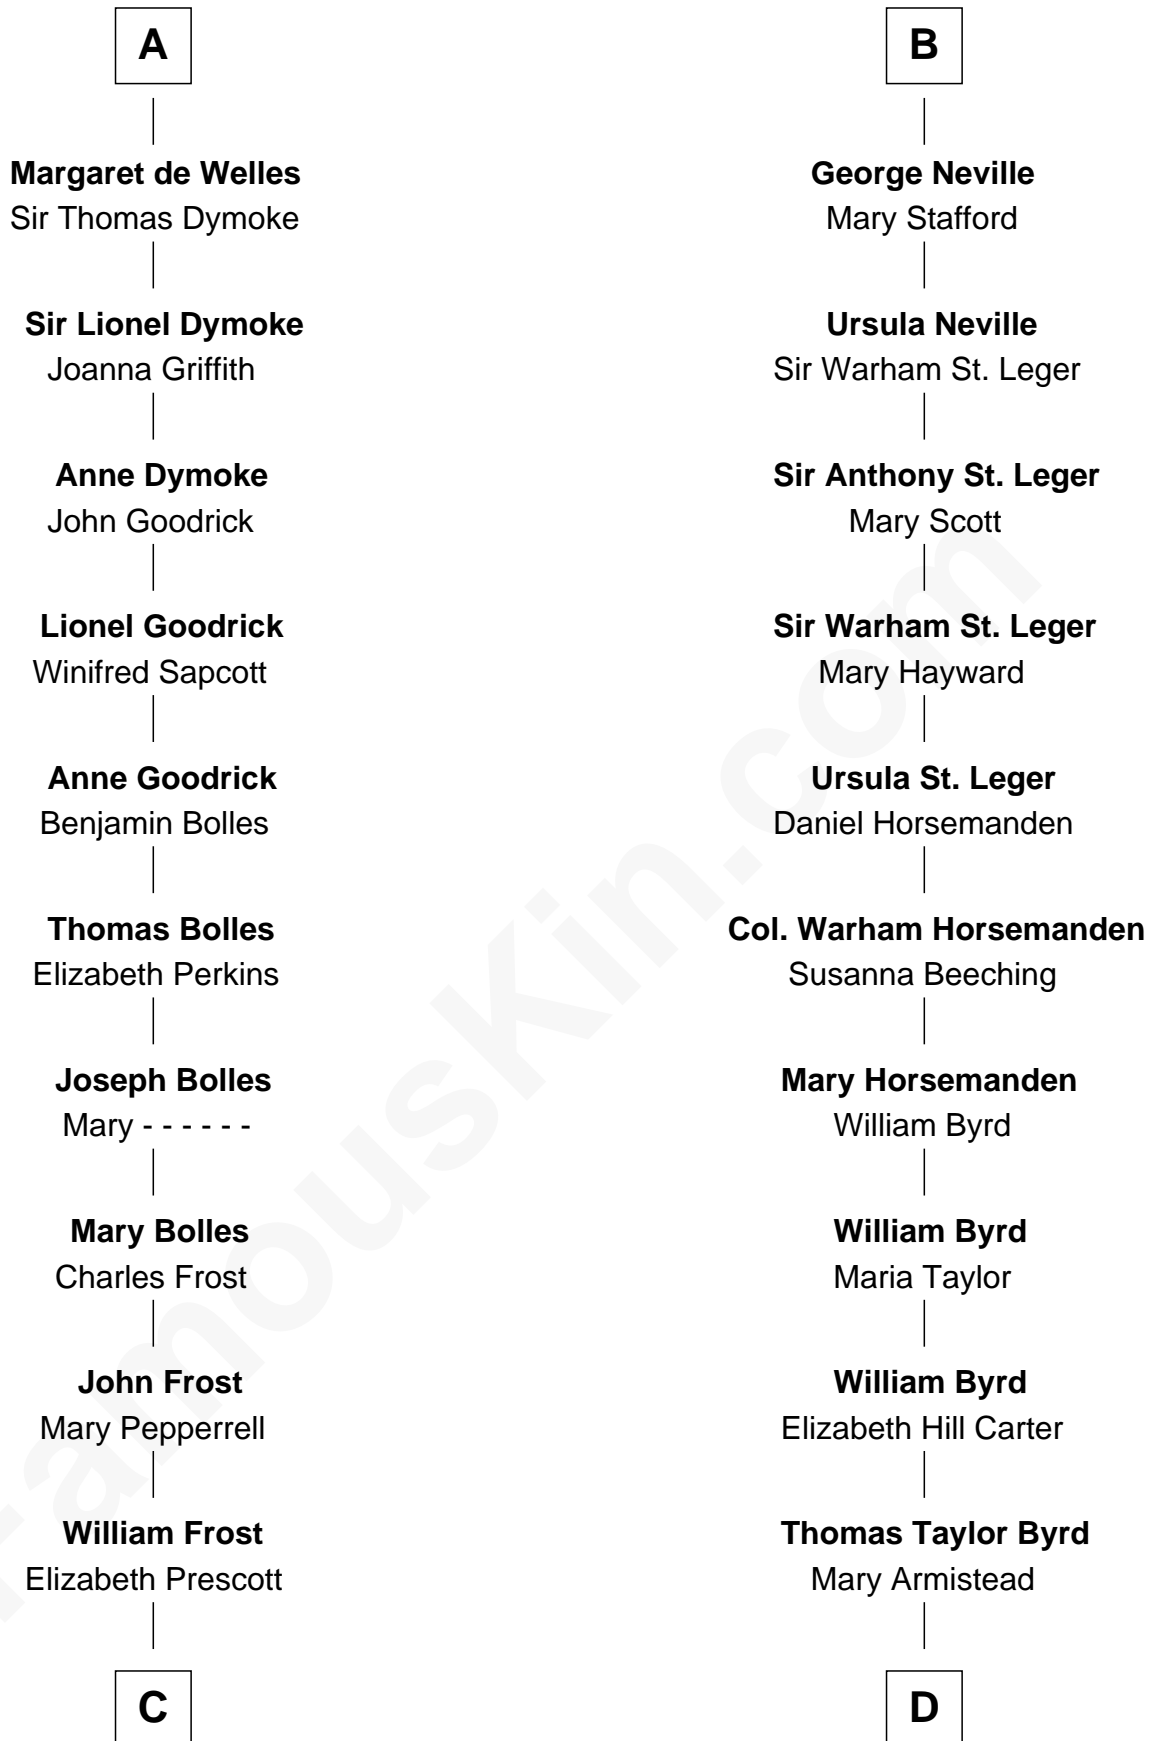 A
Margaret de Welles
Sir Thomas Dymoke
Sir Lionel Dymoke
Joanna Griffith
Anne Dymoke
John Goodrick
Lionel Goodrick
Winifred Sapcott
Anne Goodrick
Benjamin Bolles
Thomas Bolles
Elizabeth Perkins
Joseph Bolles
Mary - - - - - -
Mary Bolles
Charles Frost
John Frost
Mary Pepperrell
William Frost
Elizabeth Prescott
C
B
George Neville
Mary Stafford
Ursula Neville
Sir Warham St. Leger
Sir Anthony St. Leger
Mary Scott
Sir Warham St. Leger
Mary Hayward
Ursula St. Leger
Daniel Horsemanden
Col. Warham Horsemanden
Susanna Beeching
Mary Horsemanden
William Byrd
William Byrd
Maria Taylor
William Byrd
Elizabeth Hill Carter
Thomas Taylor Byrd
Mary Armistead
D
FamousKin.com